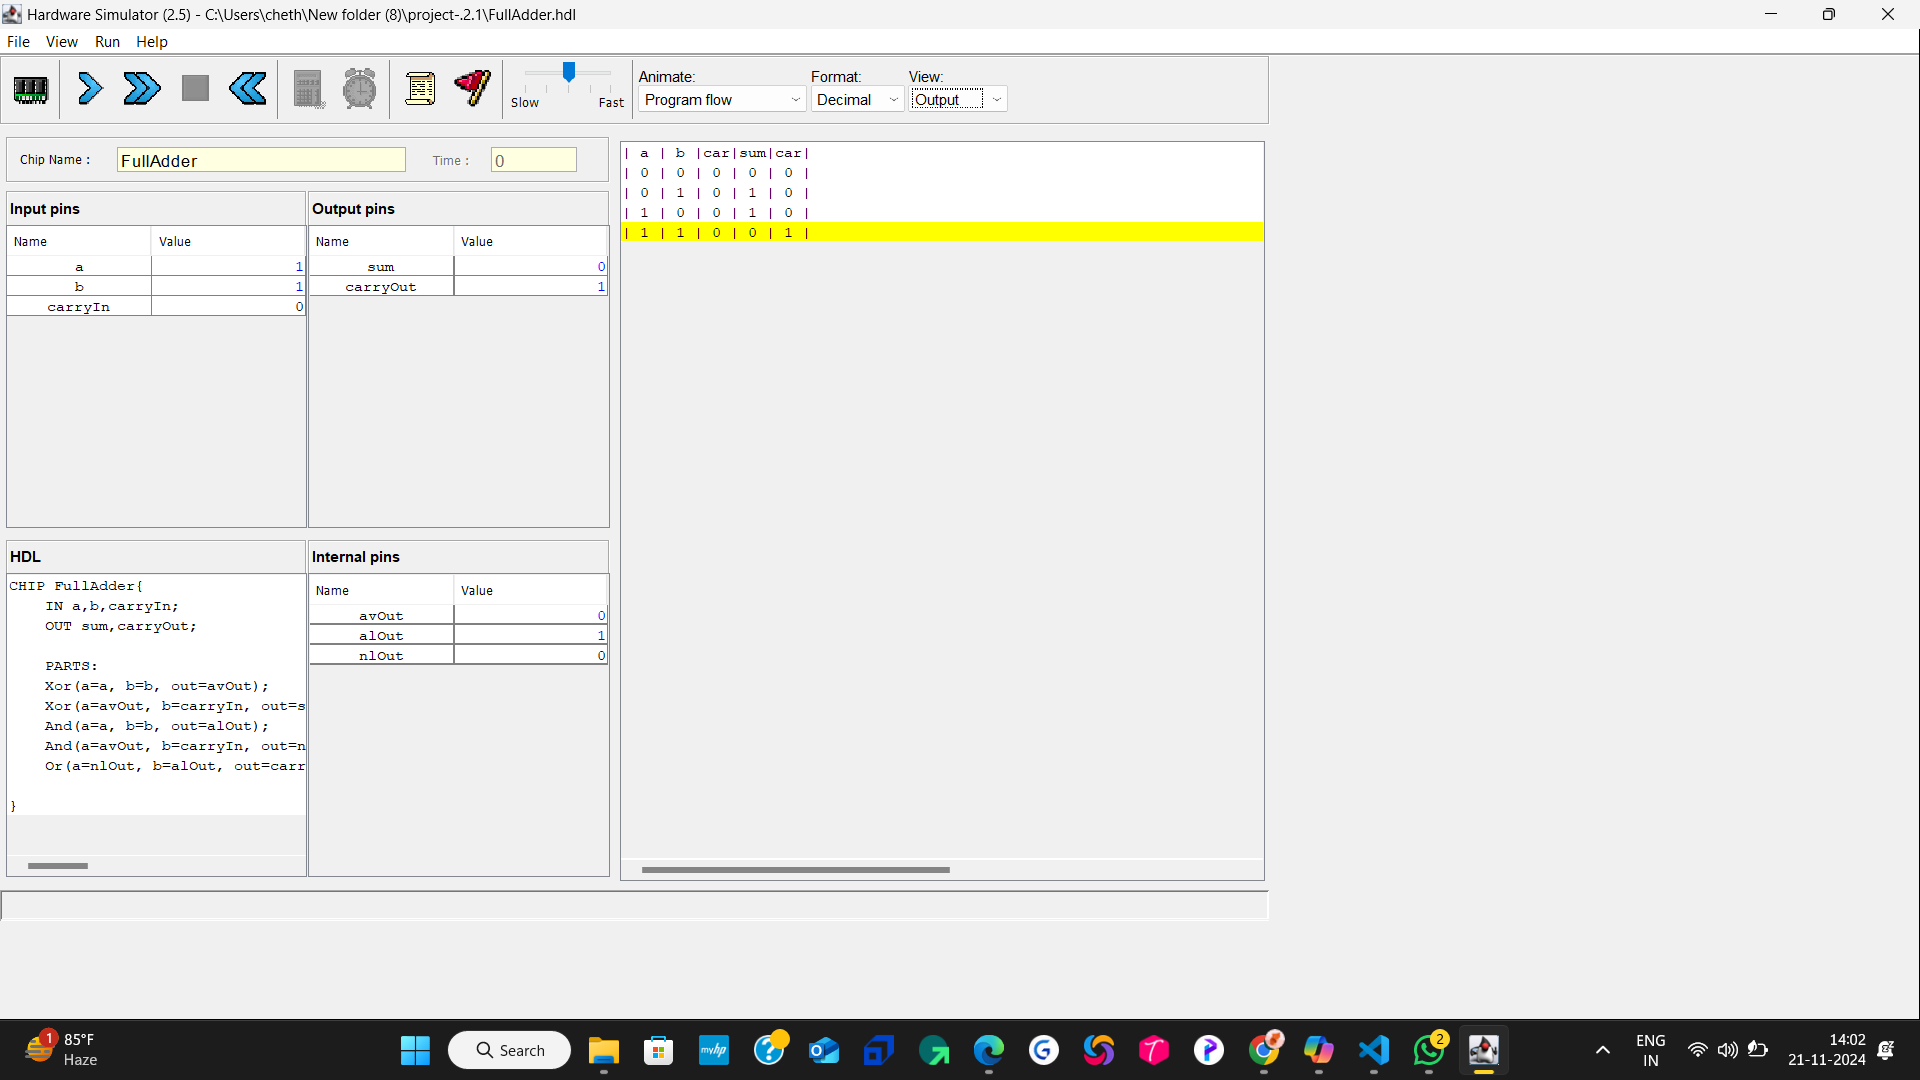 Hardware Simulator (2.5) - C:\Users\cheth\New folder (8)\project-.2.1\FullAdder.hdl
File View Run Help
Slow Fast
Animate: Format: View:
Program flow Decimal Output
Chip Name : FullAdder Time : 0
Input pins
Name Value
a 1
b 1
carryIn 0
Output pins
Name Value
sum 0
carryOut 1
HDL
CHIP FullAdder{
IN a,b,carryIn;
OUT sum,carryOut;
PARTS:
Xor(a=a, b=b, out=avOut);
Xor(a=avOut, b=carryIn, out=s
And(a=a, b=b, out=alOut);
And(a=avOut, b=carryIn, out=n
Or(a=nlOut, b=alOut, out=carr
}
Internal pins
Name Value
avOut 0
alOut 1
nlOut 0
| a | b |car|sum|car|
| 0 | 0 | 0 | 0 | 0 |
| 0 | 1 | 0 | 1 | 0 |
| 1 | 0 | 0 | 1 | 0 |
| 1 | 1 | 0 | 0 | 1 |
1
85°F
Haze
Search
myhp
2
ENG
IN
14:02
21-11-2024